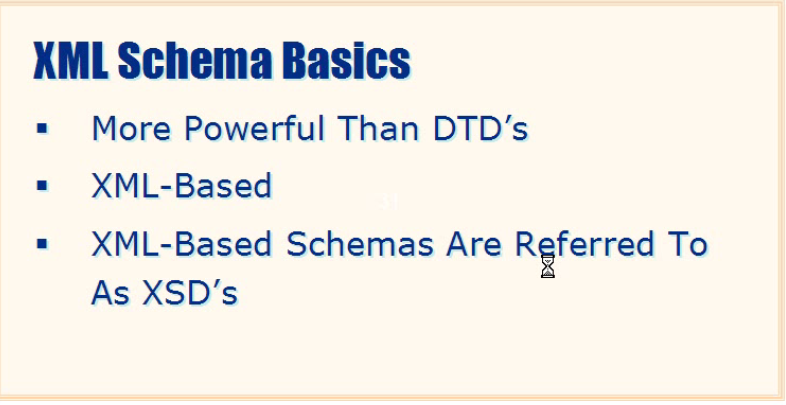 XML Schema Basics
▪ More Powerful Than DTD’s
▪ XML-Based
▪ XML-Based Schemas Are Referred To
As XSD’s